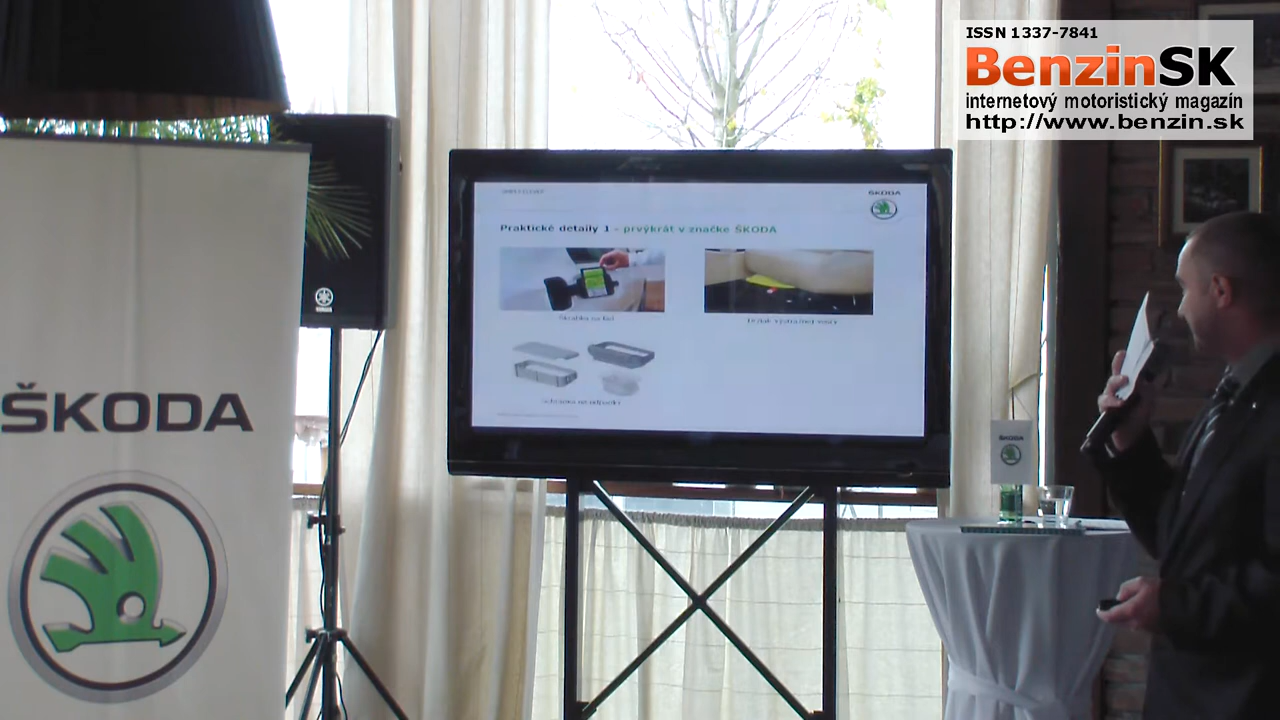 ISSN 1337-7841
BenzinSK
internetový motoristický magazín
http://www.benzin.sk
ŠKODA
Praktické detaily 1 – prvýkrát v značke ŠKODA
ŠKODA
ŠKODA
YAMAHA